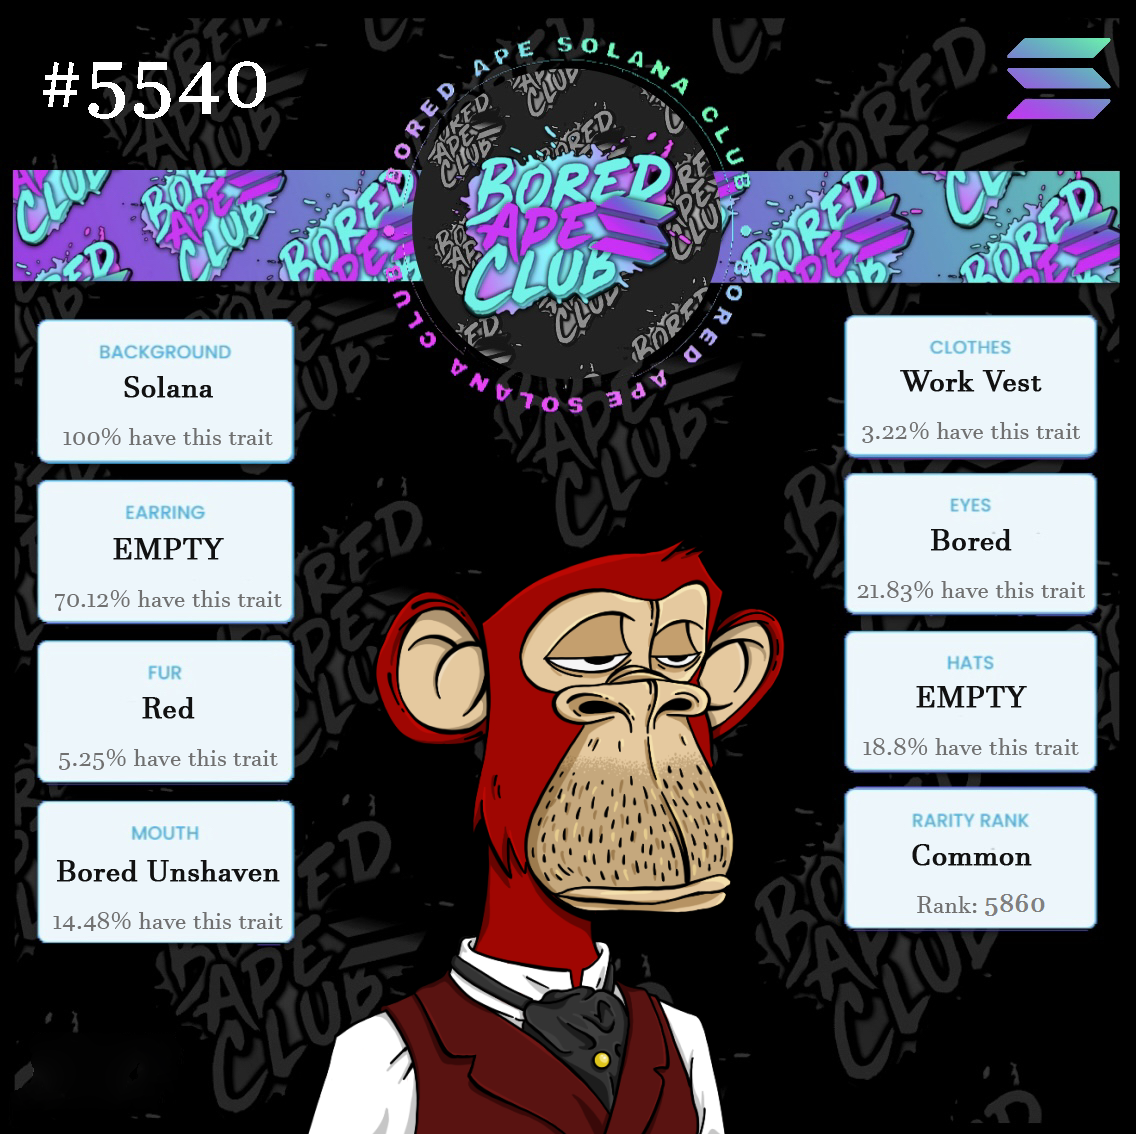 #5540
BORED APE SOLANA CLUB
BORED APE SOLANA CLUB
BORED
APE
CLUB
BACKGROUND
Solana
100% have this trait
EARRING
EMPTY
70.12% have this trait
FUR
Red
5.25% have this trait
MOUTH
Bored Unshaven
14.48% have this trait
CLOTHES
Work Vest
3.22% have this trait
EYES
Bored
21.83% have this trait
HATS
EMPTY
18.8% have this trait
RARITY RANK
Common
Rank: 5860